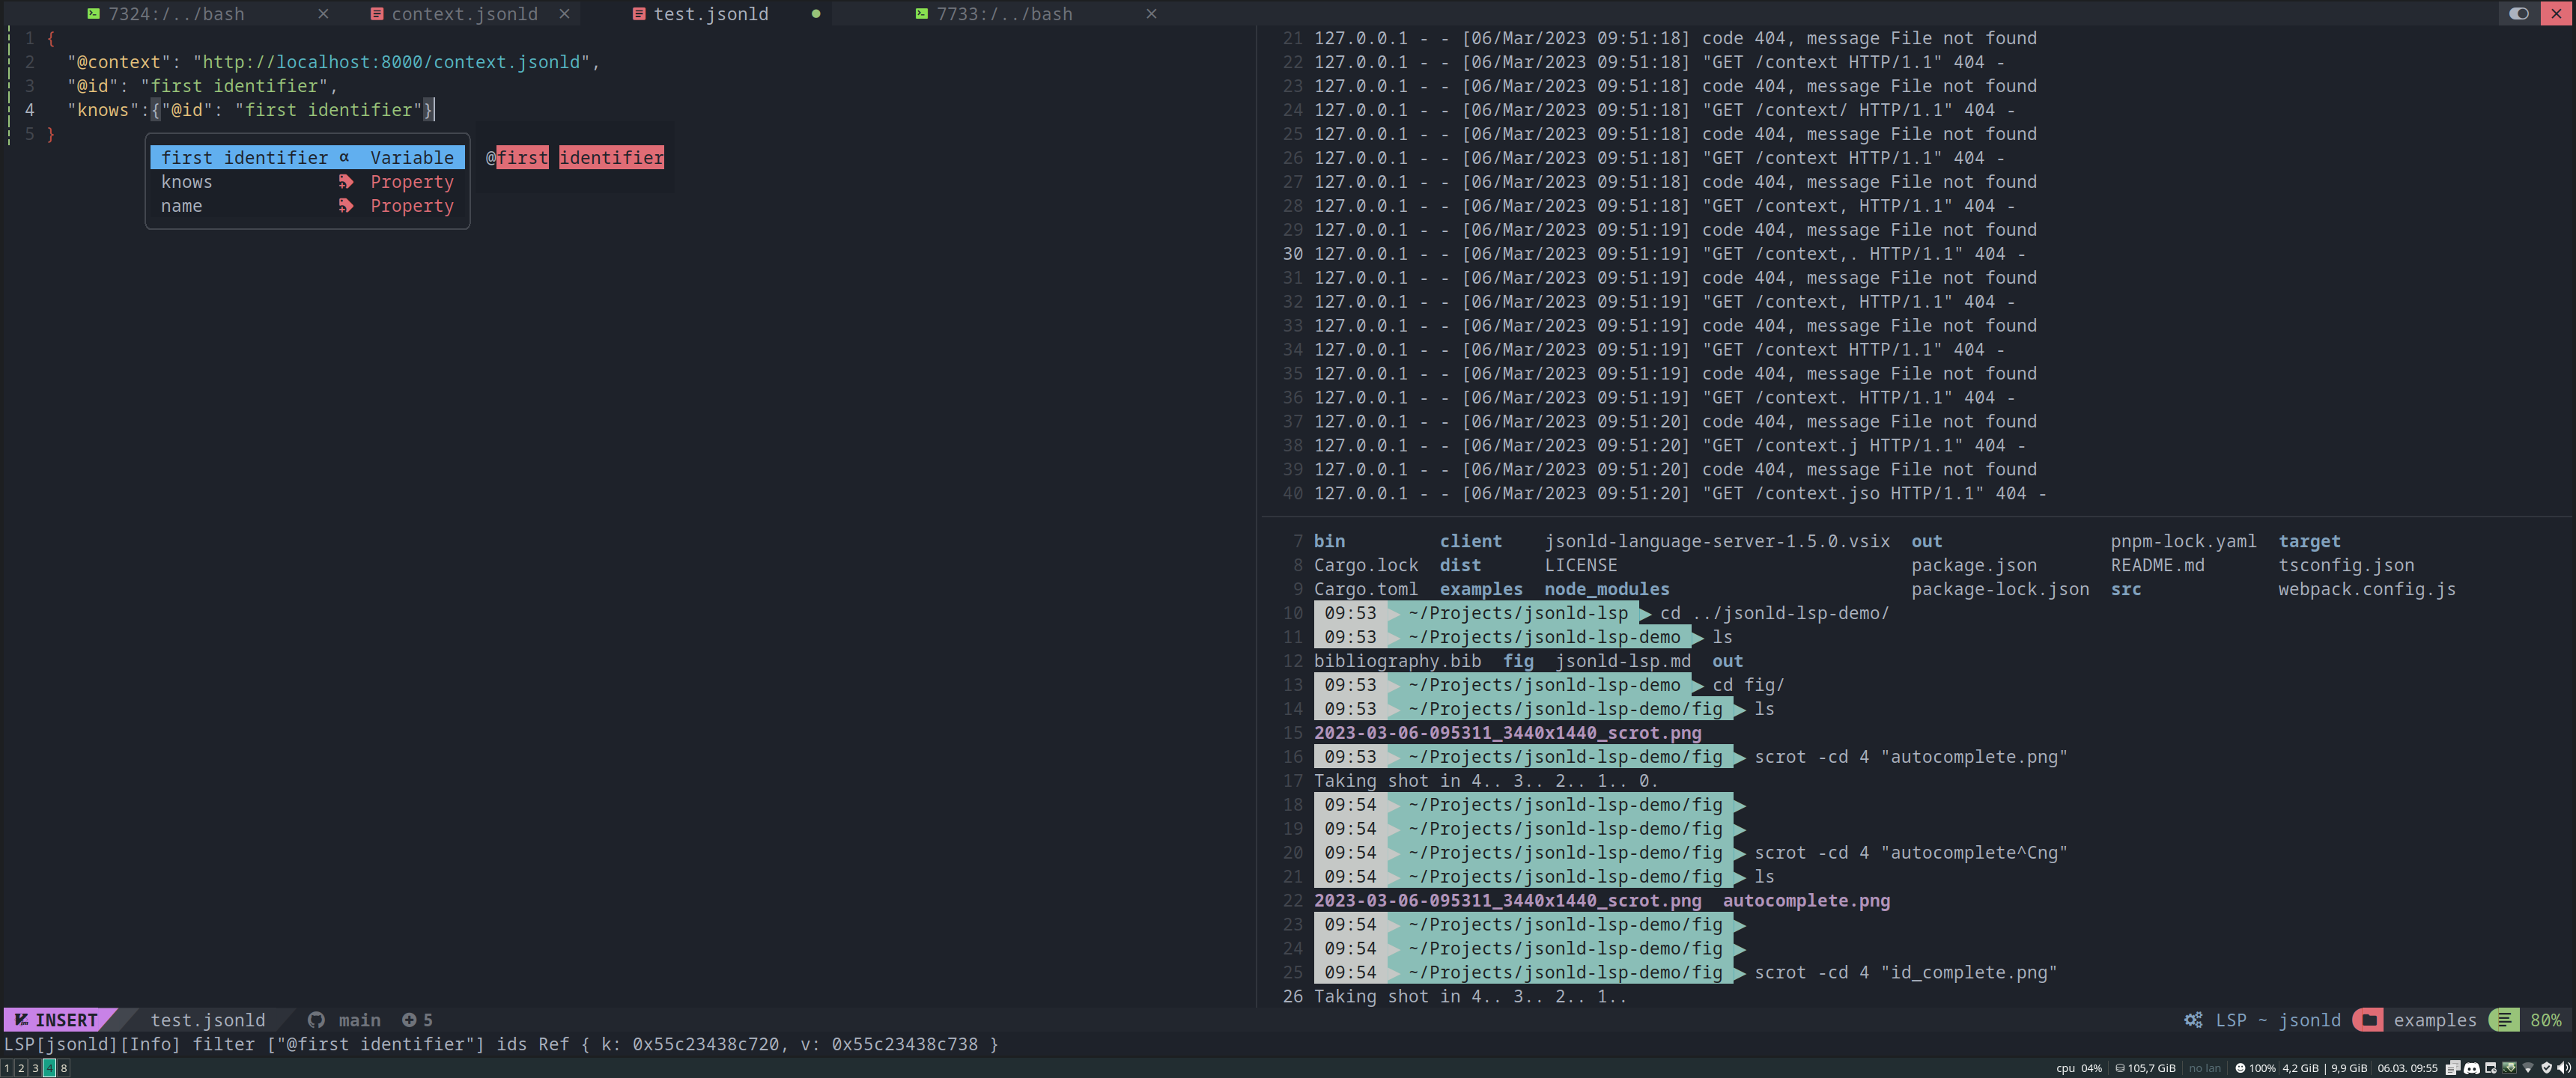 7324:/../bash × context.jsonld × test.jsonld 7733:/../bash ×
1 {
2 "@context": "http://localhost:8000/context.jsonld",
3 "@id": "first identifier",
4 "knows":{"@id": "first identifier"}
5 }
first identifier α Variable
knows Property
name Property
@first identifier
21 127.0.0.1 - - [06/Mar/2023 09:51:18] code 404, message File not found
22 127.0.0.1 - - [06/Mar/2023 09:51:18] "GET /context HTTP/1.1" 404 -
23 127.0.0.1 - - [06/Mar/2023 09:51:18] code 404, message File not found
24 127.0.0.1 - - [06/Mar/2023 09:51:18] "GET /context/ HTTP/1.1" 404 -
25 127.0.0.1 - - [06/Mar/2023 09:51:18] code 404, message File not found
26 127.0.0.1 - - [06/Mar/2023 09:51:18] "GET /context HTTP/1.1" 404 -
27 127.0.0.1 - - [06/Mar/2023 09:51:18] code 404, message File not found
28 127.0.0.1 - - [06/Mar/2023 09:51:18] "GET /context, HTTP/1.1" 404 -
29 127.0.0.1 - - [06/Mar/2023 09:51:19] code 404, message File not found
30 127.0.0.1 - - [06/Mar/2023 09:51:19] "GET /context,. HTTP/1.1" 404 -
31 127.0.0.1 - - [06/Mar/2023 09:51:19] code 404, message File not found
32 127.0.0.1 - - [06/Mar/2023 09:51:19] "GET /context, HTTP/1.1" 404 -
33 127.0.0.1 - - [06/Mar/2023 09:51:19] code 404, message File not found
34 127.0.0.1 - - [06/Mar/2023 09:51:19] "GET /context HTTP/1.1" 404 -
35 127.0.0.1 - - [06/Mar/2023 09:51:19] code 404, message File not found
36 127.0.0.1 - - [06/Mar/2023 09:51:19] "GET /context. HTTP/1.1" 404 -
37 127.0.0.1 - - [06/Mar/2023 09:51:20] code 404, message File not found
38 127.0.0.1 - - [06/Mar/2023 09:51:20] "GET /context.j HTTP/1.1" 404 -
39 127.0.0.1 - - [06/Mar/2023 09:51:20] code 404, message File not found
40 127.0.0.1 - - [06/Mar/2023 09:51:20] "GET /context.jso HTTP/1.1" 404 -
7 bin client jsonld-language-server-1.5.0.vsix out pnpm-lock.yaml target
8 Cargo.lock dist LICENSE package.json README.md tsconfig.json
9 Cargo.toml examples node_modules package-lock.json src webpack.config.js
10 09:53 ~/Projects/jsonld-lsp cd ../jsonld-lsp-demo/
11 09:53 ~/Projects/jsonld-lsp-demo ls
12 bibliography.bib fig jsonld-lsp.md out
13 09:53 ~/Projects/jsonld-lsp-demo cd fig/
14 09:53 ~/Projects/jsonld-lsp-demo/fig ls
15 2023-03-06-095311_3440x1440_scrot.png
16 09:53 ~/Projects/jsonld-lsp-demo/fig scrot -cd 4 "autocomplete.png"
17 Taking shot in 4.. 3.. 2.. 1.. 0.
18 09:54 ~/Projects/jsonld-lsp-demo/fig
19 09:54 ~/Projects/jsonld-lsp-demo/fig
20 09:54 ~/Projects/jsonld-lsp-demo/fig scrot -cd 4 "autocomplete^Cng"
21 09:54 ~/Projects/jsonld-lsp-demo/fig ls
22 2023-03-06-095311_3440x1440_scrot.png autocomplete.png
23 09:54 ~/Projects/jsonld-lsp-demo/fig
24 09:54 ~/Projects/jsonld-lsp-demo/fig
25 09:54 ~/Projects/jsonld-lsp-demo/fig scrot -cd 4 "id_complete.png"
26 Taking shot in 4.. 3.. 2.. 1..
INSERT test.jsonld main 5 LSP ~ jsonld examples 80%
LSP[jsonld][Info] filter ["@first identifier"] ids Ref { k: 0x55c23438c720, v: 0x55c23438c738 }
1 2 3 4 8 cpu 04% 105,7 GiB no lan 100% 4,2 GiB | 9,9 GiB 06.03. 09:55